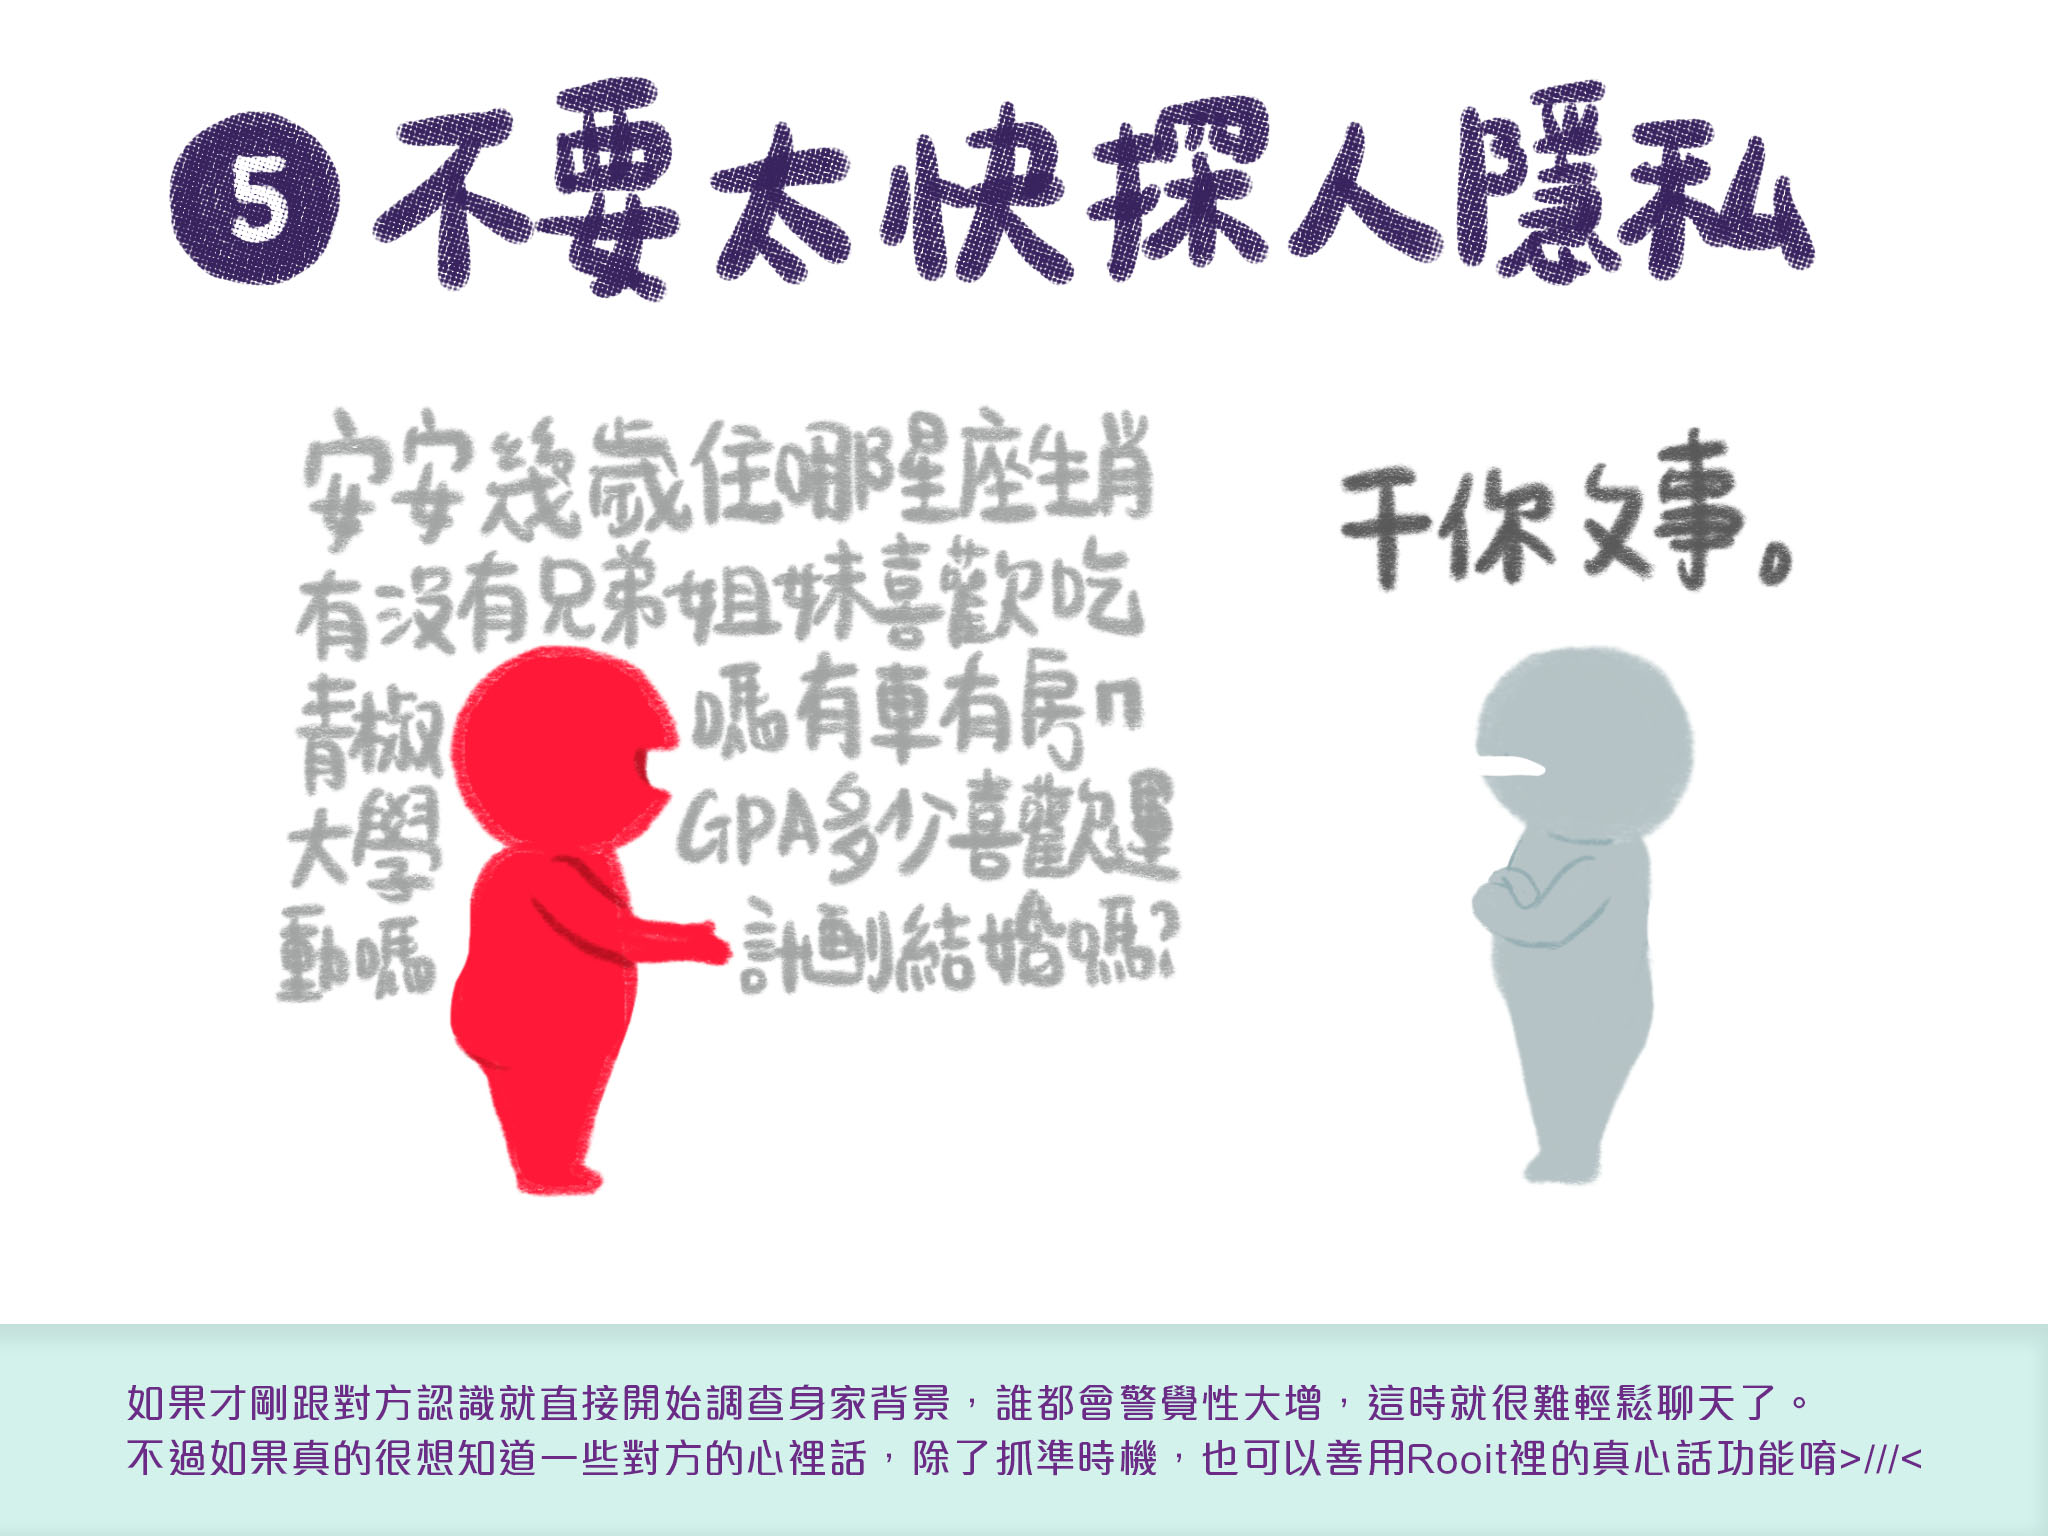 5 不要太快探人隱私
安安幾歲住哪星座生肖
有沒有兄弟姐妹喜歡吃
青椒嗎有車有房ㄇ
大學GPA多少喜歡運
動嗎計劃結婚嗎?
干你ㄆ事。
如果才剛跟對方認識就直接開始調查身家背景，誰都會警覺性大增，這時就很難輕鬆聊天了。
不過如果真的很想知道一些對方的心裡話，除了抓準時機，也可以善用Rooit裡的真心話功能唷>///<